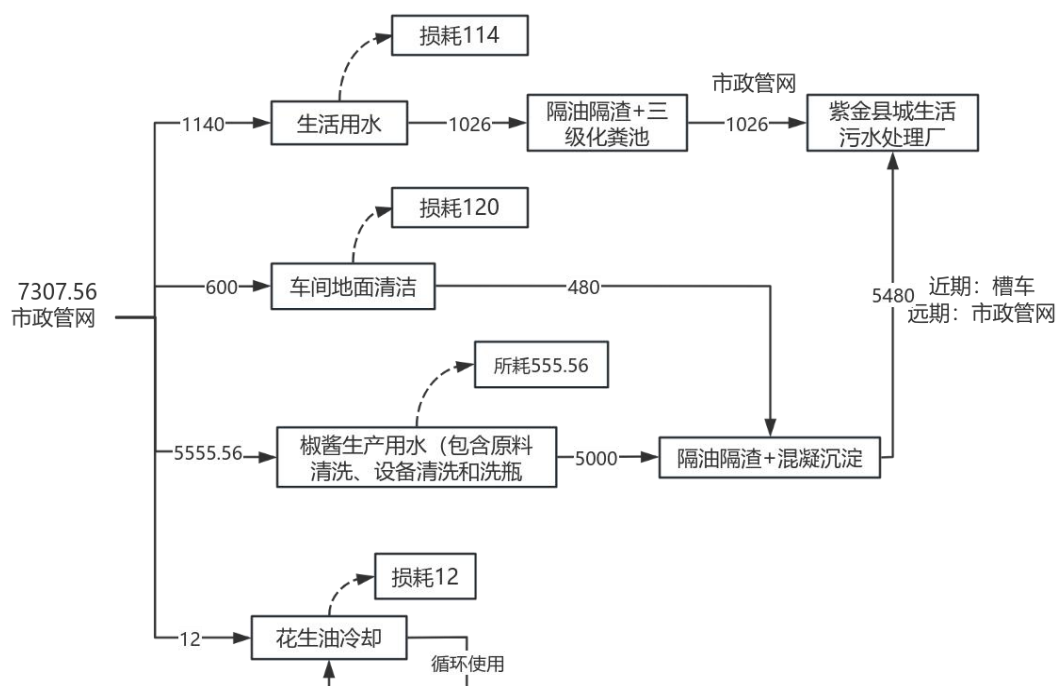 损耗114
市政管网
1140
生活用水
1026
隔油隔渣+三
级化粪池
1026
紫金县城生活
污水处理厂
损耗120
7307.56
市政管网
600
车间地面清洁
480
5480
近期：槽车
远期：市政管网
所耗555.56
5555.56
椒酱生产用水（包含原料
清洗、设备清洗和洗瓶
5000
隔油隔渣+混凝沉淀
损耗12
12
花生油冷却
循环使用